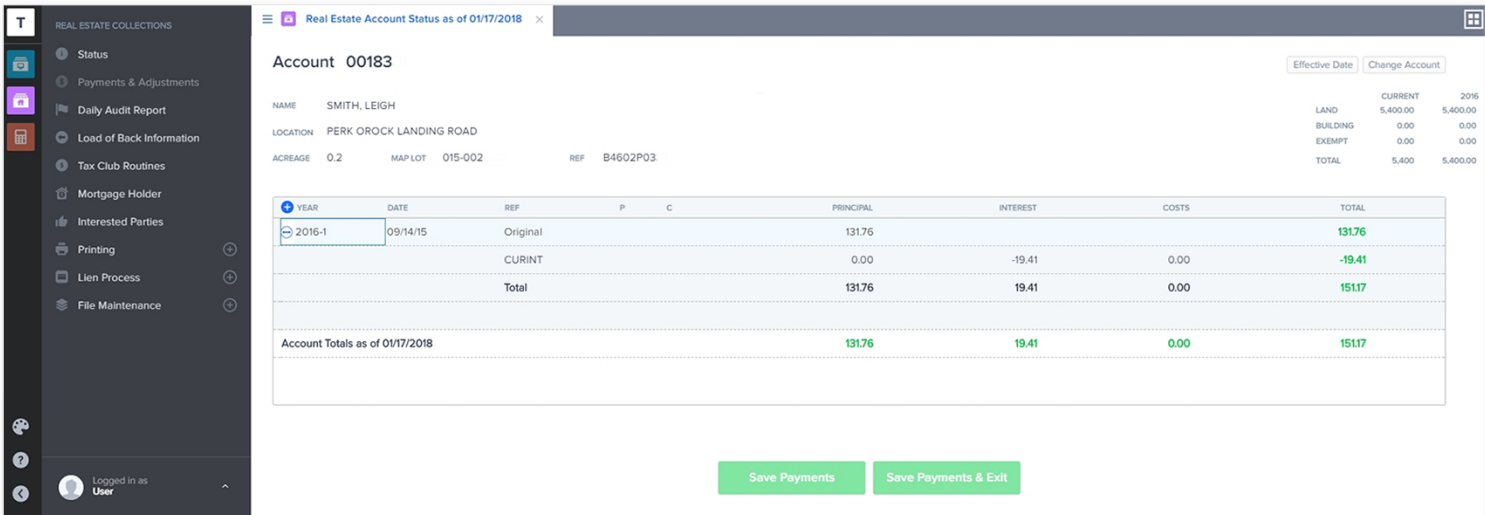 T
REAL ESTATE COLLECTIONS
Status
Payments & Adjustments
Daily Audit Report
Load of Back Information
Tax Club Routines
Mortgage Holder
Interested Parties
Printing
Lien Process
File Maintenance
Logged in as
User
Real Estate Account Status as of 01/17/2018
Account 00183
Effective Date Change Account
NAME SMITH, LEIGH
LOCATION PERK OROCK LANDING ROAD
ACREAGE 0.2 MAP LOT 015-002 REF B4602P03
CURRENT 2016
LAND 5,400.00 5,400.00
BUILDING 0.00 0.00
EXEMPT 0.00 0.00
TOTAL 5,400 5,400.00
YEAR DATE REF P C PRINCIPAL INTEREST COSTS TOTAL
2016-1 09/14/15 Original 131.76 131.76
CURINT 0.00 -19.41 0.00 -19.41
Total 131.76 19.41 0.00 151.17
Account Totals as of 01/17/2018 131.76 19.41 0.00 151.17
Save Payments Save Payments & Exit